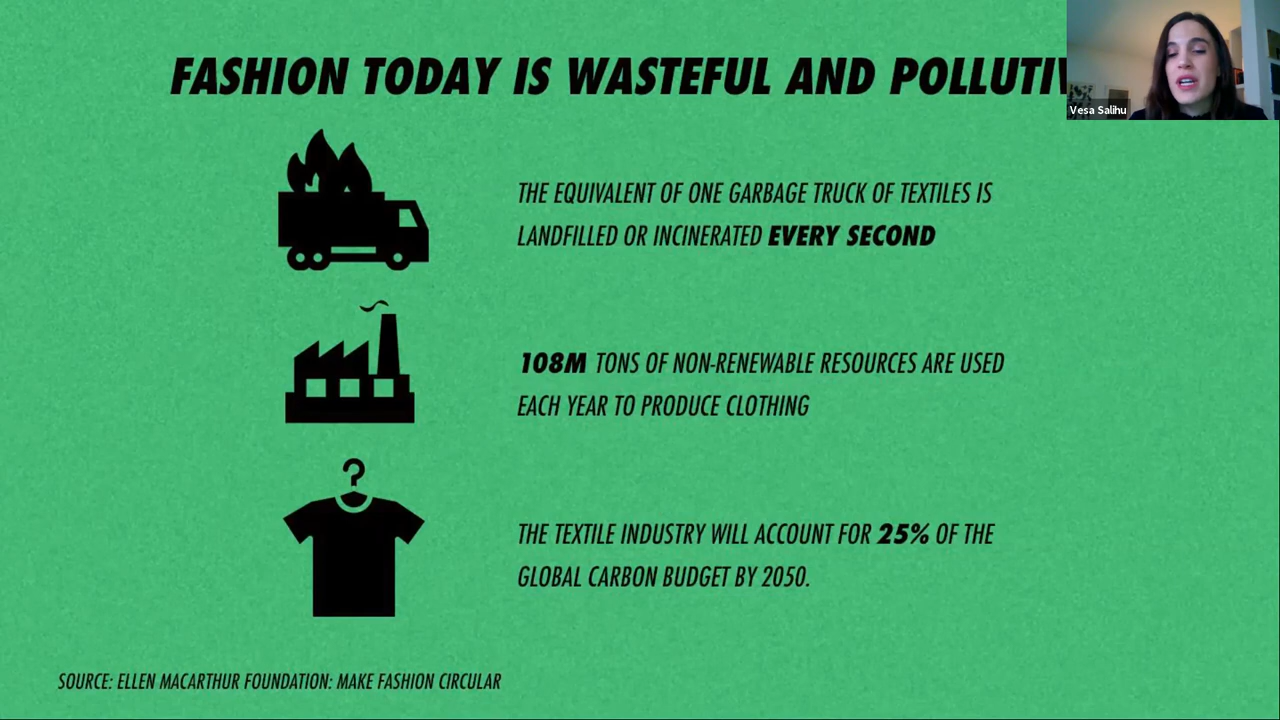 FASHION TODAY IS WASTEFUL AND
Vesa Salihu
THE EQUIVALENT OF ONE GARBAGE TRUCK OF TEXTILES IS
LANDFILLED OR INCINERATED EVERY SECOND
108M TONS OF NON-RENEWABLE RESOURCES ARE USED
EACH YEAR TO PRODUCE CLOTHING
THE TEXTILE INDUSTRY WILL ACCOUNT FOR 25% OF THE
GLOBAL CARBON BUDGET BY 2050.
SOURCE: ELLEN MACARTHUR FOUNDATION: MAKE FASHION CIRCULAR